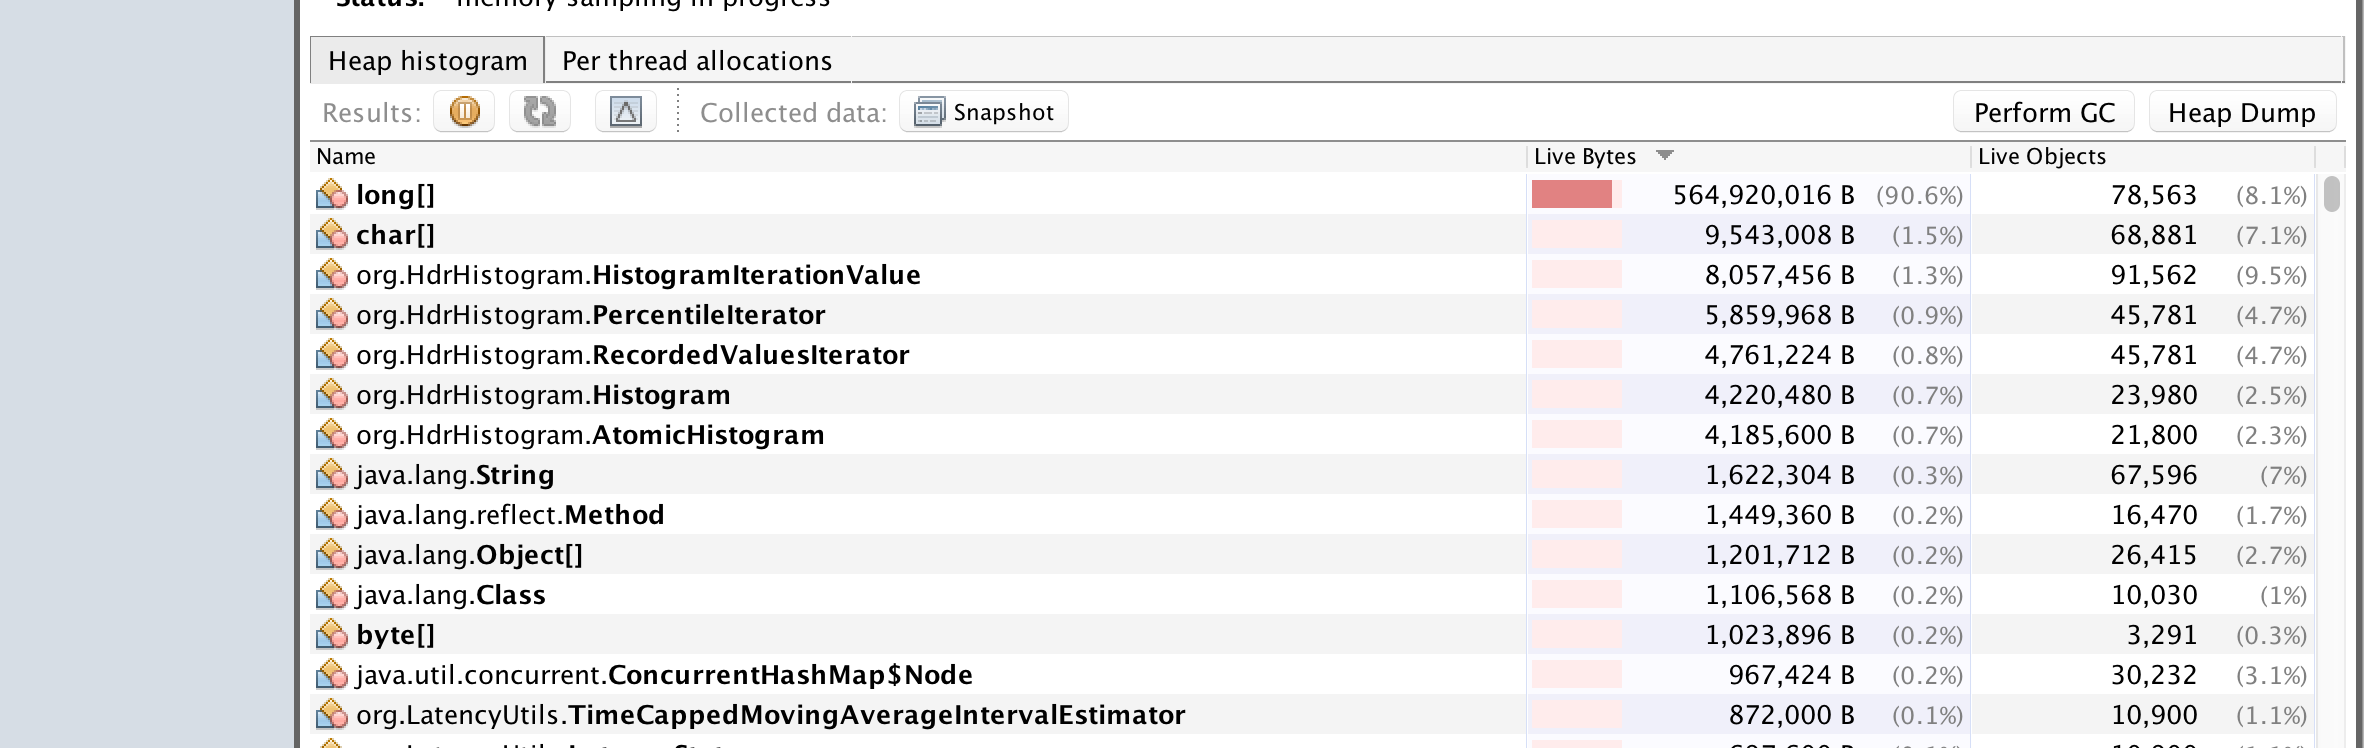 Status: memory sampling in progress
Heap histogram Per thread allocations
Results: Collected data: Snapshot Perform GC Heap Dump
Name Live Bytes Live Objects
long[] 564,920,016 B (90.6%) 78,563 (8.1%)
char[] 9,543,008 B (1.5%) 68,881 (7.1%)
org.HdrHistogram.HistogramIterationValue 8,057,456 B (1.3%) 91,562 (9.5%)
org.HdrHistogram.PercentileIterator 5,859,968 B (0.9%) 45,781 (4.7%)
org.HdrHistogram.RecordedValuesIterator 4,761,224 B (0.8%) 45,781 (4.7%)
org.HdrHistogram.Histogram 4,220,480 B (0.7%) 23,980 (2.5%)
org.HdrHistogram.AtomicHistogram 4,185,600 B (0.7%) 21,800 (2.3%)
java.lang.String 1,622,304 B (0.3%) 67,596 (7%)
java.lang.reflect.Method 1,449,360 B (0.2%) 16,470 (1.7%)
java.lang.Object[] 1,201,712 B (0.2%) 26,415 (2.7%)
java.lang.Class 1,106,568 B (0.2%) 10,030 (1%)
byte[] 1,023,896 B (0.2%) 3,291 (0.3%)
java.util.concurrent.ConcurrentHashMap$Node 967,424 B (0.2%) 30,232 (3.1%)
org.LatencyUtils.TimeCappedMovingAverageIntervalEstimator 872,000 B (0.1%) 10,900 (1.1%)